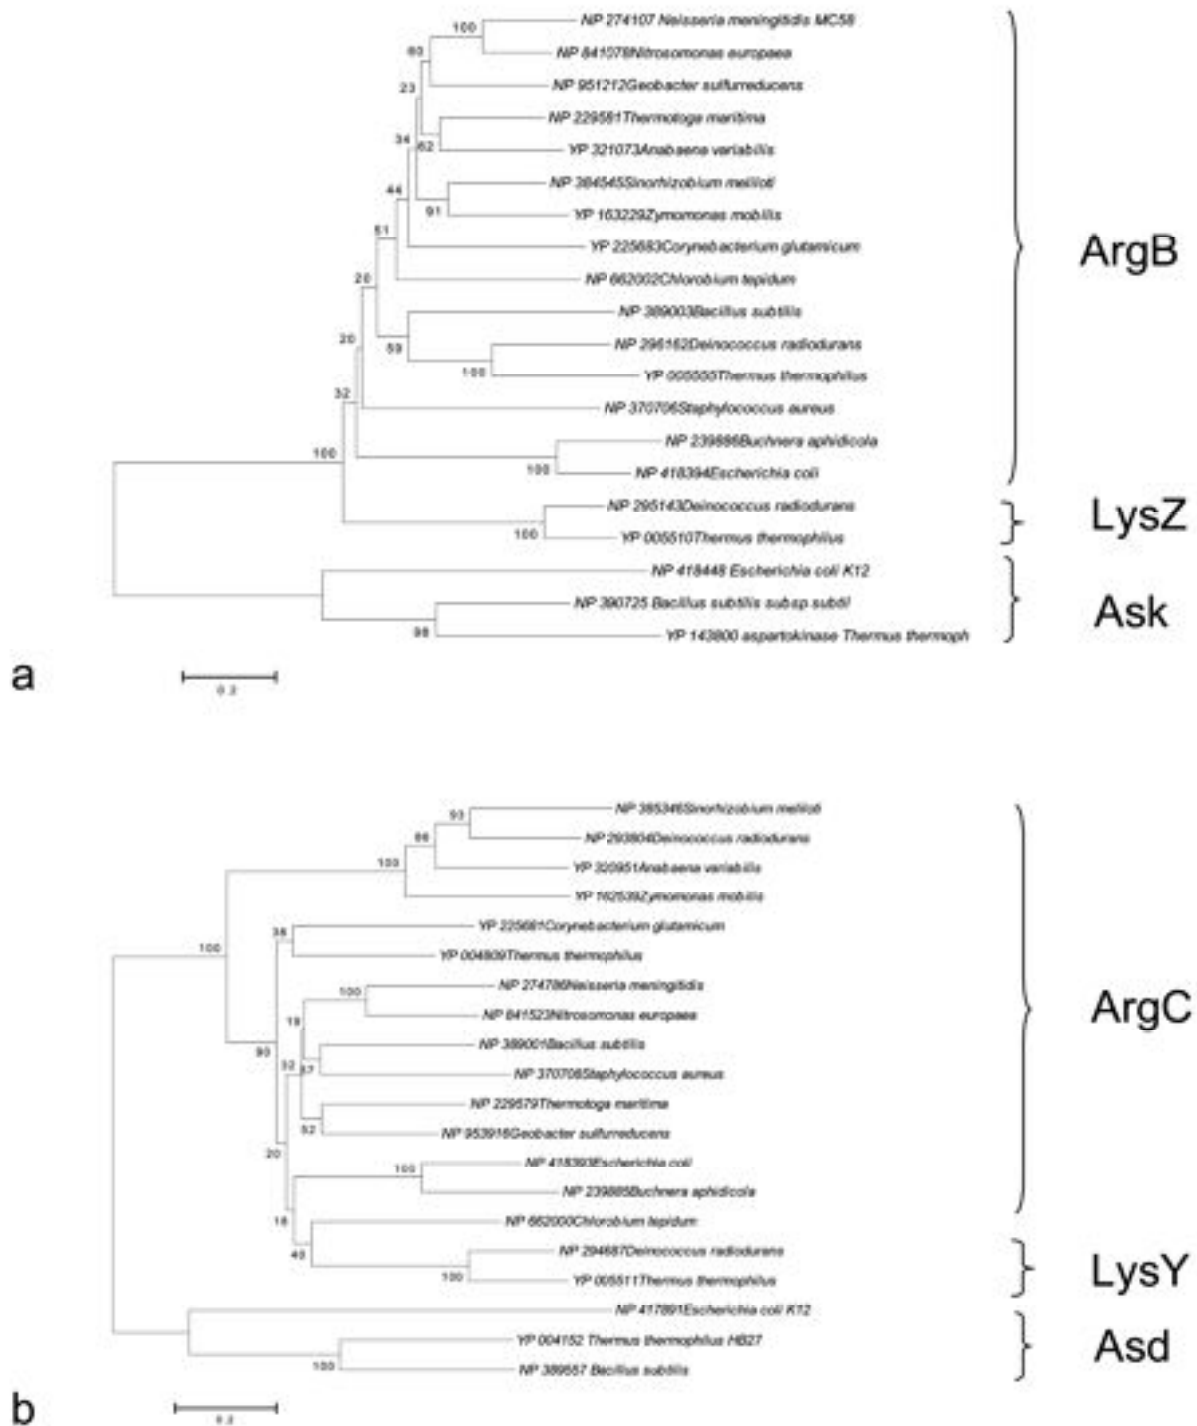 100
NP 274107 Neisseria meningitidis MC58
60
NP 841078Nitrosomonas europaea
NP 951212Geobacter sulfurreducens
23
NP 229581Thermotoga maritima
34
62
YP 321073Anabaena variabilis
NP 384545Sinorhizobium meliloti
44
91
YP 163229Zymomonas mobilis
51
YP 225683Corynebacterium glutamicum
ArgB
20
NP 662002Chlorobium tepidum
NP 389003Bacillus subtilis
20
59
NP 296162Deinococcus radiodurans
100
YP 005555Thermus thermophilus
32
NP 370706Staphylococcus aureus
100
NP 239886Buchnera aphidicola
100
NP 418394Escherichia coli
NP 295143Deinococcus radiodurans
LysZ
100
YP 005510Thermus thermophilus
NP 418448 Escherichia coli K12
NP 390725 Bacillus subtilis subsp subtil
Ask
98
YP 143800 aspartokinase Thermus thermoph
a
0.2
NP 385346Sinorhizobium meliloti
93
NP 293804Deinococcus radiodurans
86
100
YP 320951Anabaena variabilis
YP 162539Zymomonas mobilis
YP 225681Corynebacterium glutamicum
38
100
YP 004809Thermus thermophilus
NP 274786Neisseria meningitidis
100
ArgC
NP 841523Nitrosomonas europaea
19
NP 389001Bacillus subtilis
90
32
NP 370708Staphylococcus aureus
NP 229579Thermotoga maritima
52
NP 953916Geobacter sulfurreducens
20
NP 418393Escherichia coli
100
NP 239885Buchnera aphidicola
NP 662000Chlorobium tepidum
40
NP 294687Deinococcus radiodurans
LysY
100
YP 005511Thermus thermophilus
NP 417891Escherichia coli K12
YP 004152 Thermus thermophilus HB27
Asd
100
NP 389557 Bacillus subtilis
b
0.2